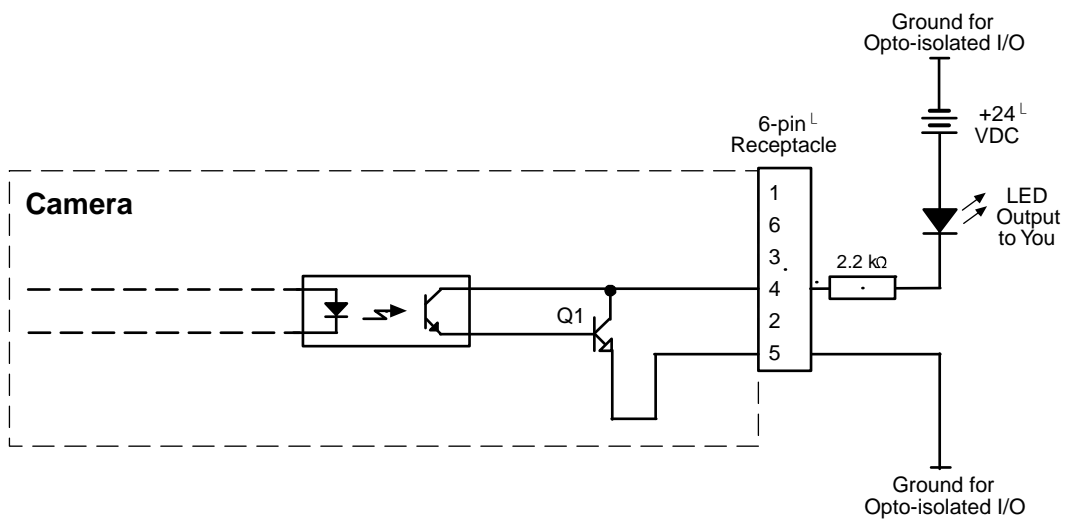 Ground for
Opto-isolated I/O
+24 └
VDC
6-pin └
Receptacle
Camera
1
6
3
4
2
5
LED
Output
to You
2.2 kΩ
Q1
Ground for
Opto-isolated I/O